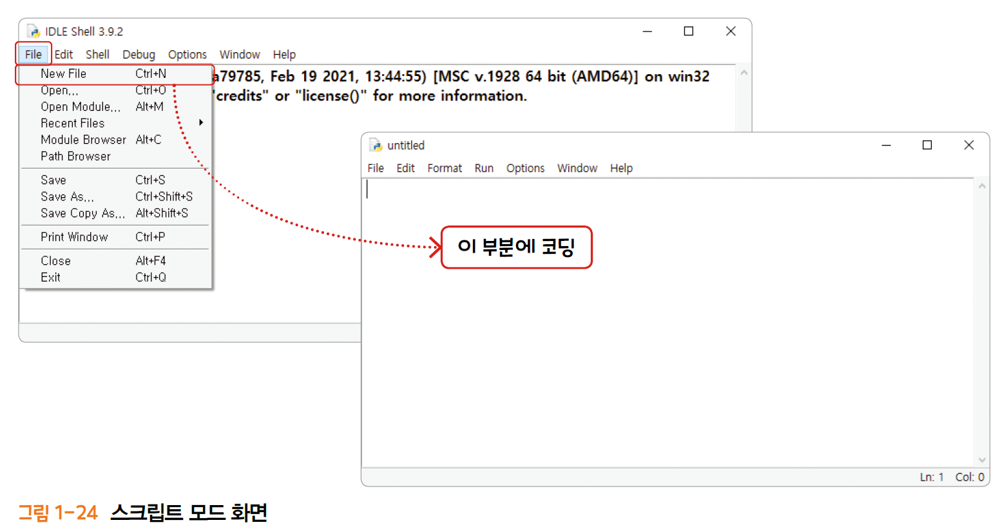 IDLE Shell 3.9.2
File Edit Shell Debug Options Window Help
a79785, Feb 19 2021, 13:44:55) [MSC v.1928 64 bit (AMD64)] on win32
"credits" or "license()" for more information.
New File Ctrl+N
Open... Ctrl+O
Open Module... Alt+M
Recent Files
Module Browser Alt+C
Path Browser
Save Ctrl+S
Save As... Ctrl+Shift+S
Save Copy As... Alt+Shift+S
Print Window Ctrl+P
Close Alt+F4
Exit Ctrl+Q
untitled
File Edit Format Run Options Window Help
이 부분에 코딩
Ln: 1 Col: 0
그림 1-24 스크립트 모드 화면